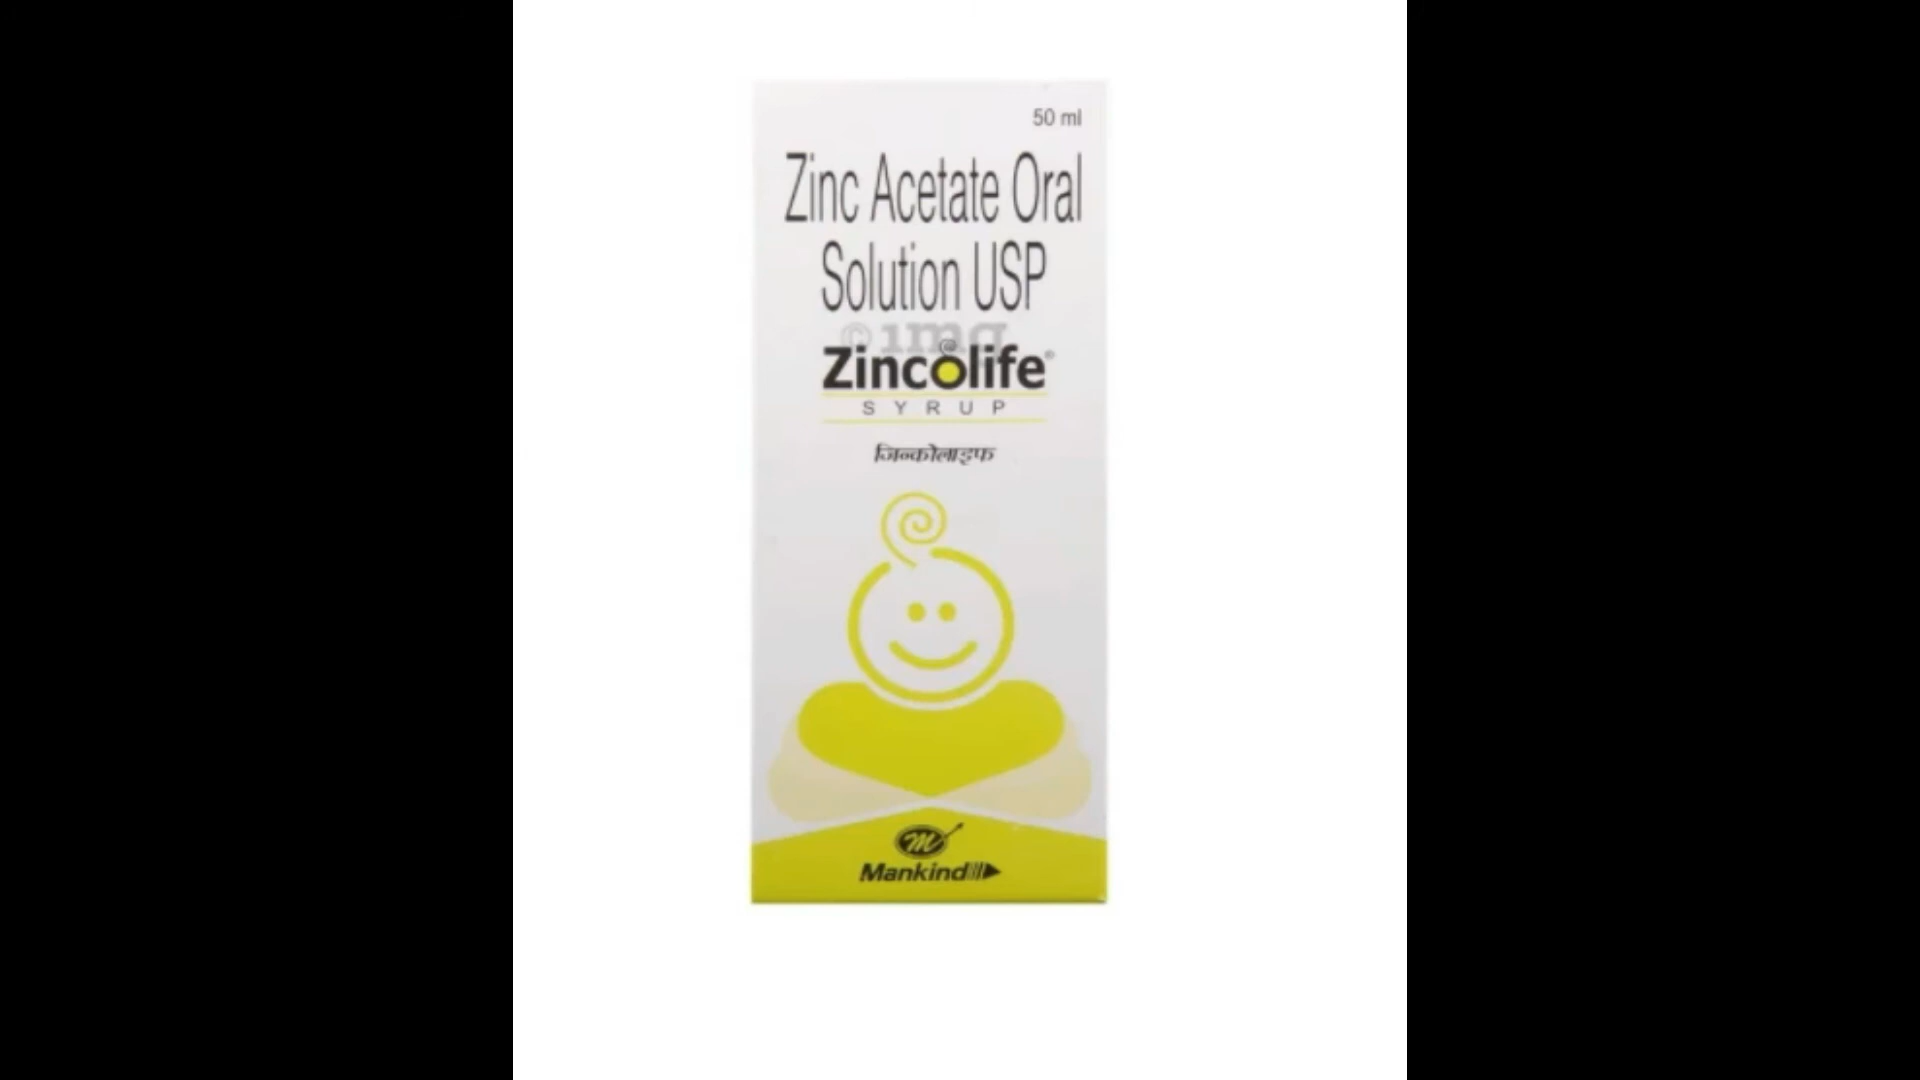 50 ml
Zinc Acetate Oral
Solution USP
© 1mg
Zincolife®
SYRUP
जिन्कोलाइफ
M
Mankind